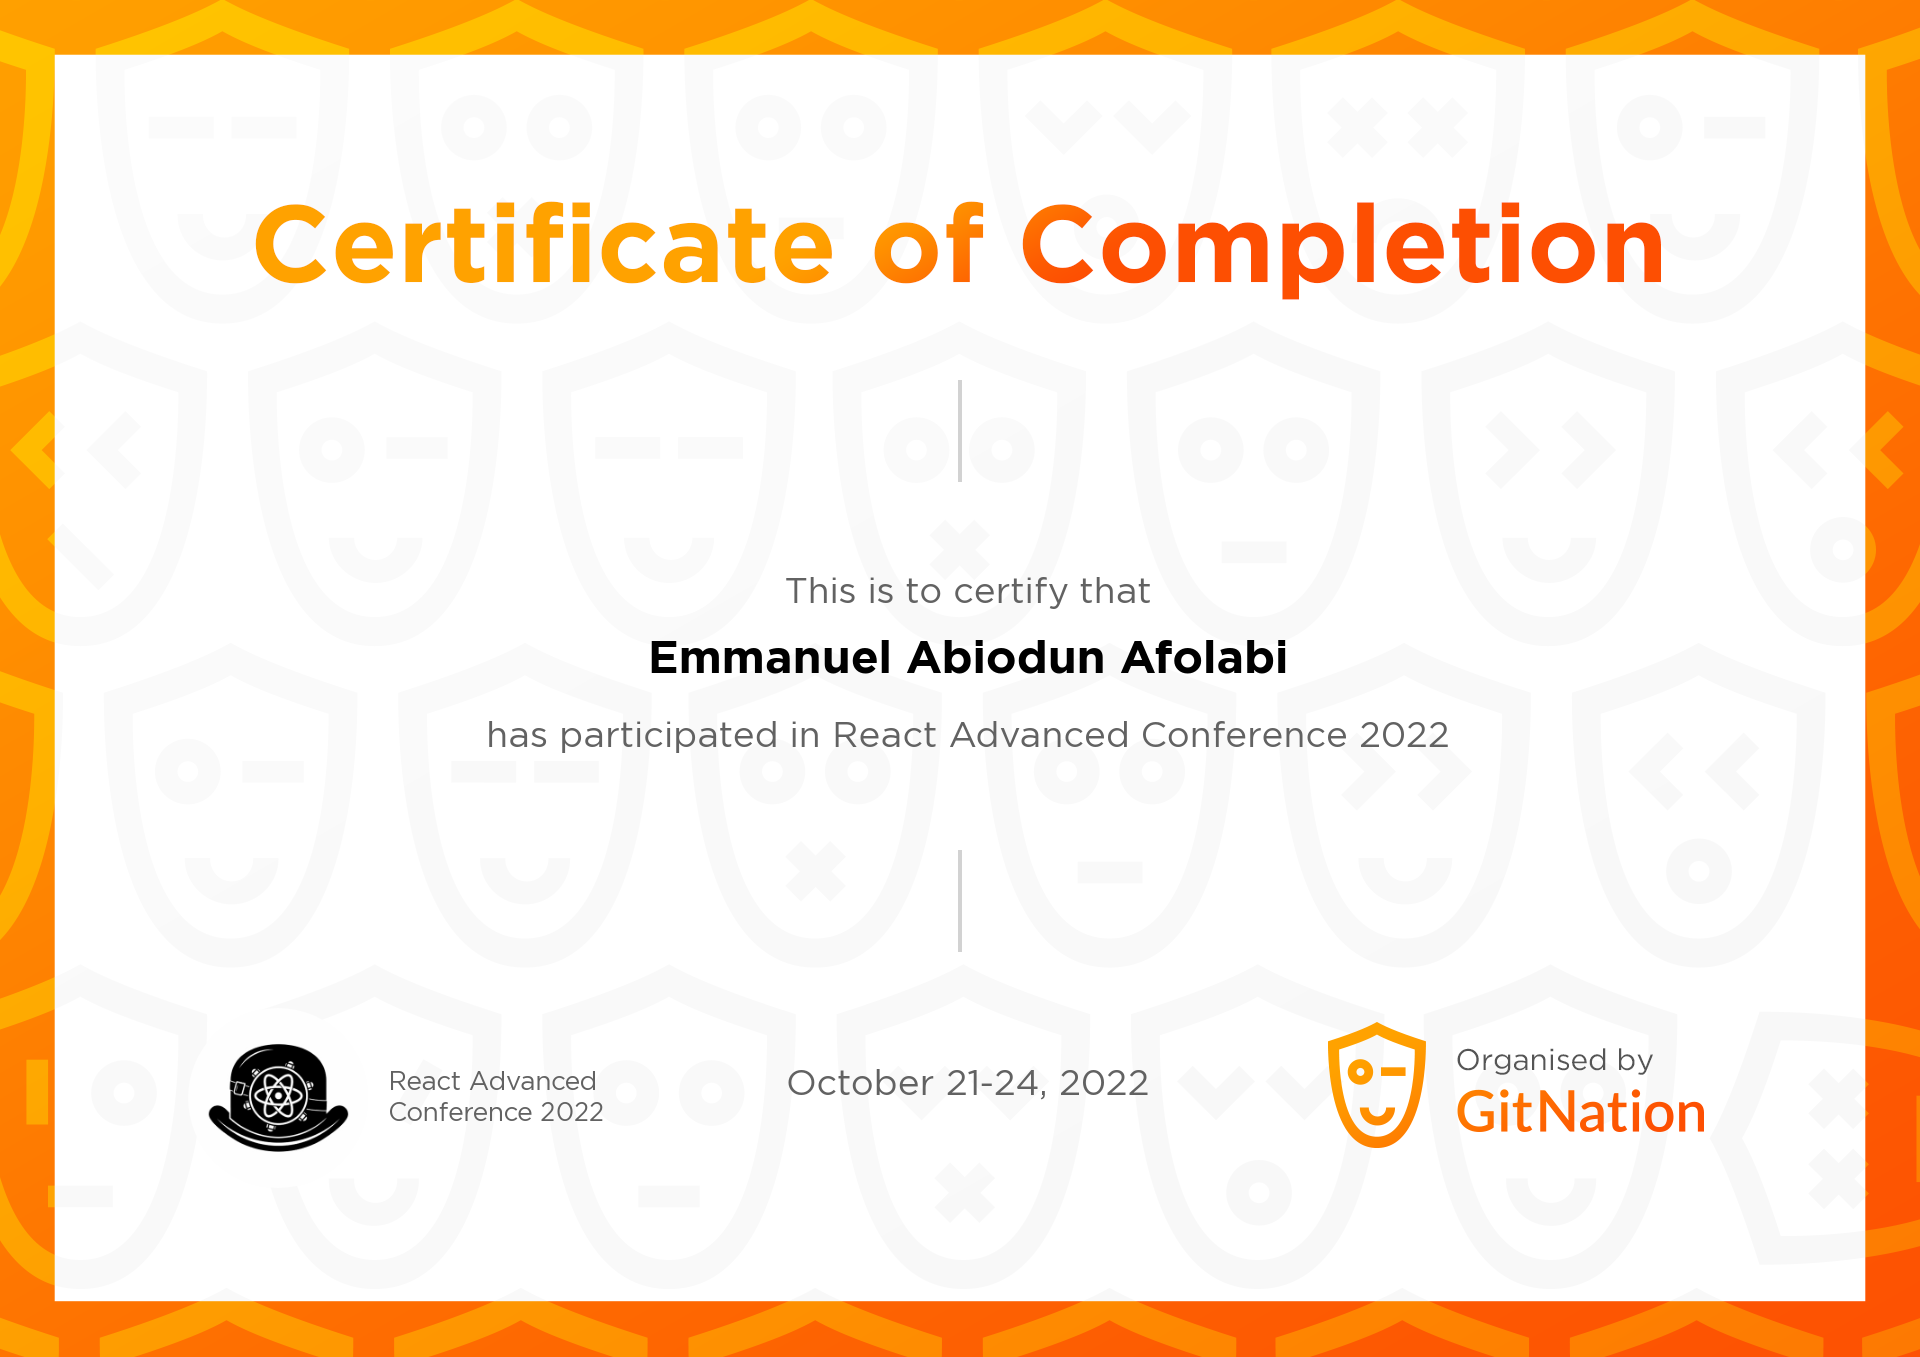 Certificate of Completion
This is to certify that
Emmanuel Abiodun Afolabi
has participated in React Advanced Conference 2022
React Advanced
Conference 2022
October 21-24, 2022
Organised by
GitNation